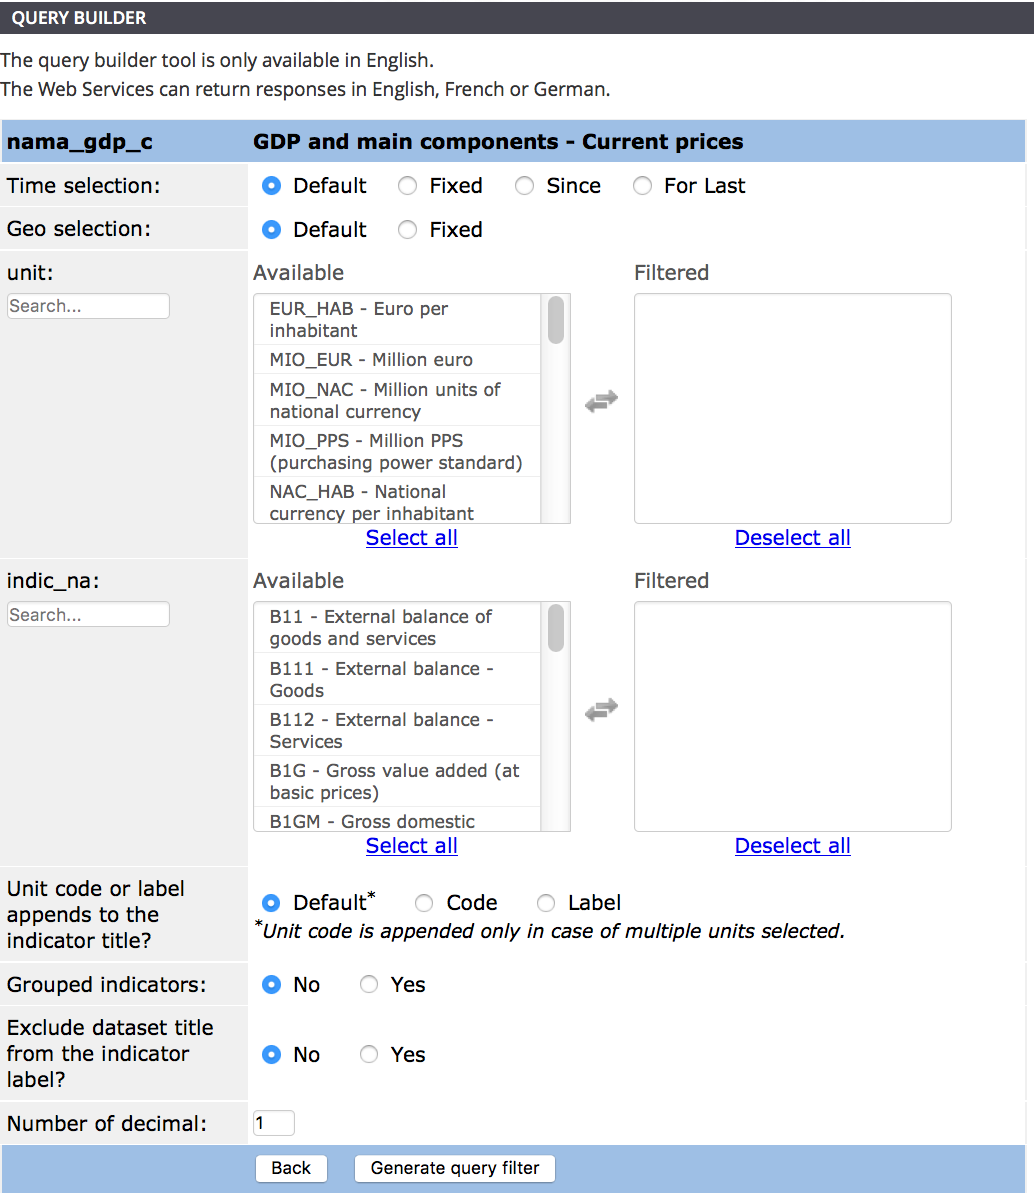 QUERY BUILDER
The query builder tool is only available in English.
The Web Services can return responses in English, French or German.
nama_gdp_c GDP and main components - Current prices
Time selection: Default Fixed Since For Last
Geo selection: Default Fixed
unit: Available Filtered
Search...
EUR_HAB - Euro per
inhabitant
MIO_EUR - Million euro
MIO_NAC - Million units of
national currency
MIO_PPS - Million PPS
(purchasing power standard)
NAC_HAB - National
currency per inhabitant
Select all Deselect all
indic_na: Available Filtered
Search...
B11 - External balance of
goods and services
B111 - External balance -
Goods
B112 - External balance -
Services
B1G - Gross value added (at
basic prices)
B1GM - Gross domestic
Select all Deselect all
Unit code or label
appends to the
indicator title?
Default* Code Label
*Unit code is appended only in case of multiple units selected.
Grouped indicators: No Yes
Exclude dataset title
from the indicator
label?
No Yes
Number of decimal: 1
Back Generate query filter